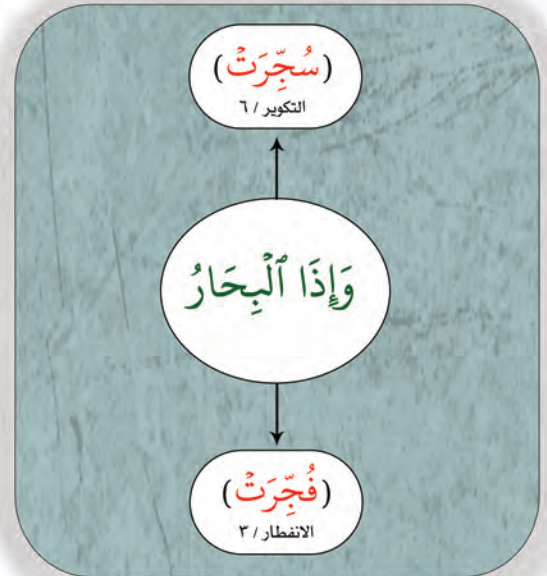 (سُجِّرَتْ)
التكوير / ٦
وَإِذَا ٱلْبِحَارُ
(فُجِّرَتْ)
الانفطار / ٣